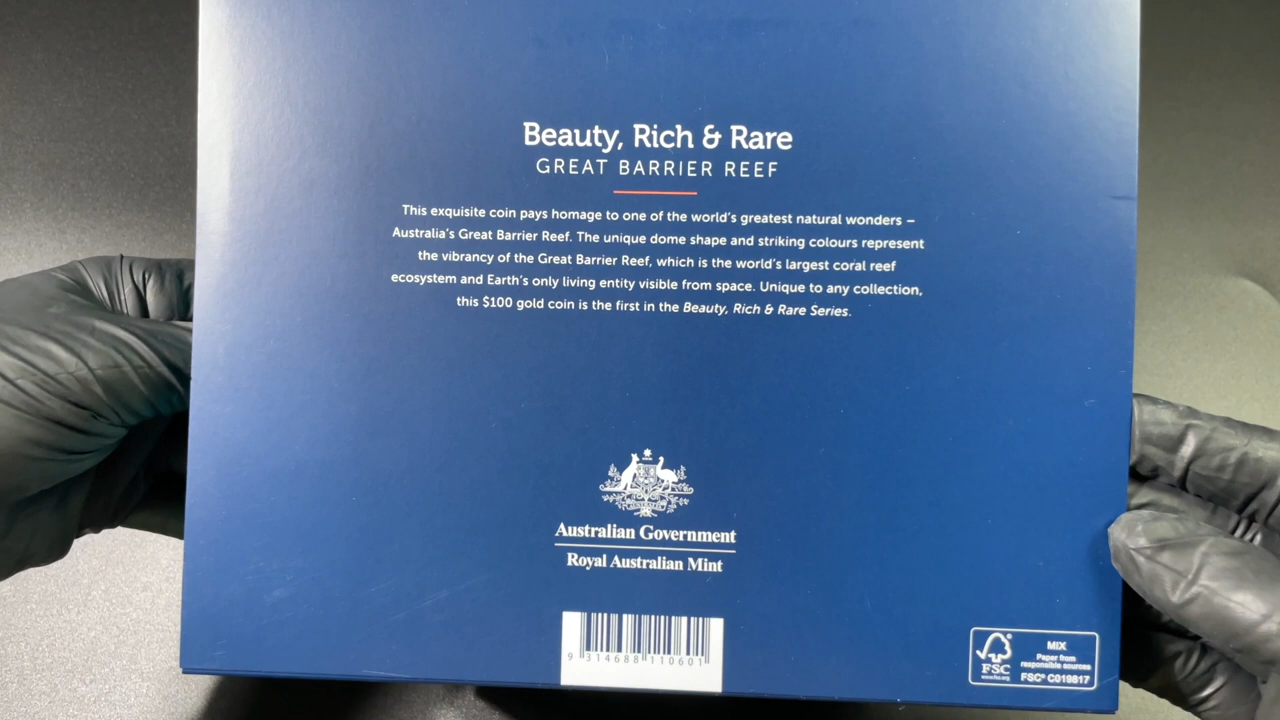 Beauty, Rich & Rare
GREAT BARRIER REEF
This exquisite coin pays homage to one of the world's greatest natural wonders –
Australia's Great Barrier Reef. The unique dome shape and striking colours represent
the vibrancy of the Great Barrier Reef, which is the world's largest coral reef
ecosystem and Earth's only living entity visible from space. Unique to any collection,
this $100 gold coin is the first in the Beauty, Rich & Rare Series.
AUSTRALIA
Australian Government
Royal Australian Mint
9 314688 110601
FSC
www.fsc.org
MIX
Paper from
responsible sources
FSC® C019817